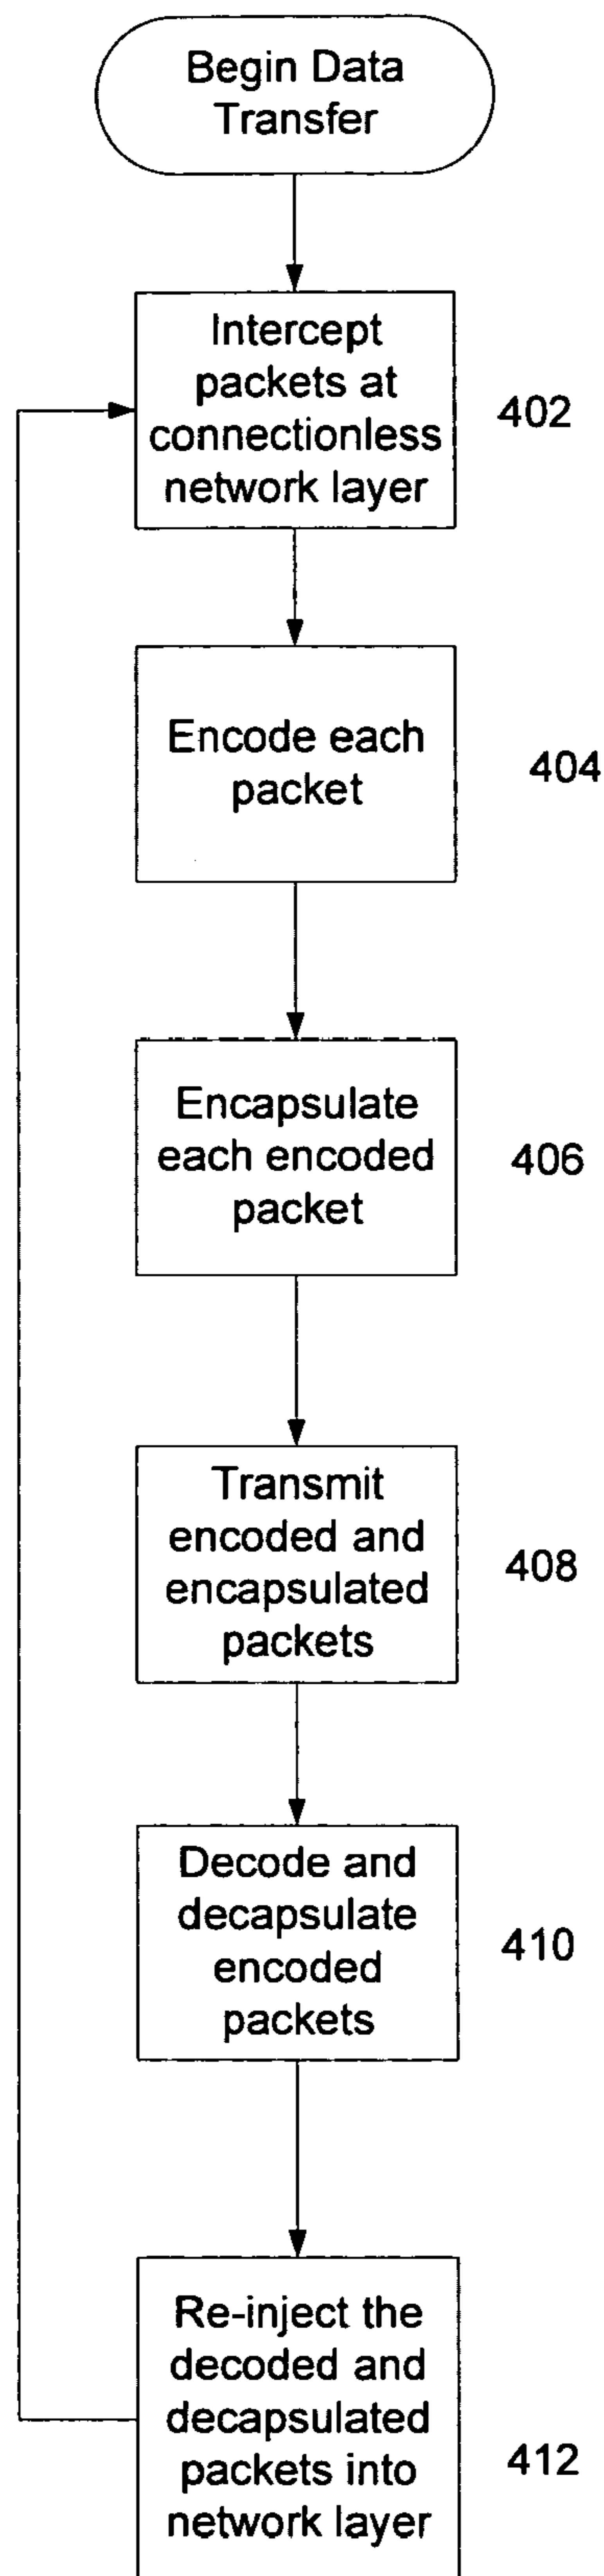 Begin Data
Transfer
Intercept
packets at
connectionless
network layer
402
Encode each
packet
404
Encapsulate
each encoded
packet
406
Transmit
encoded and
encapsulated
packets
408
Decode and
decapsulate
encoded
packets
410
Re-inject the
decoded and
decapsulated
packets into
network layer
412